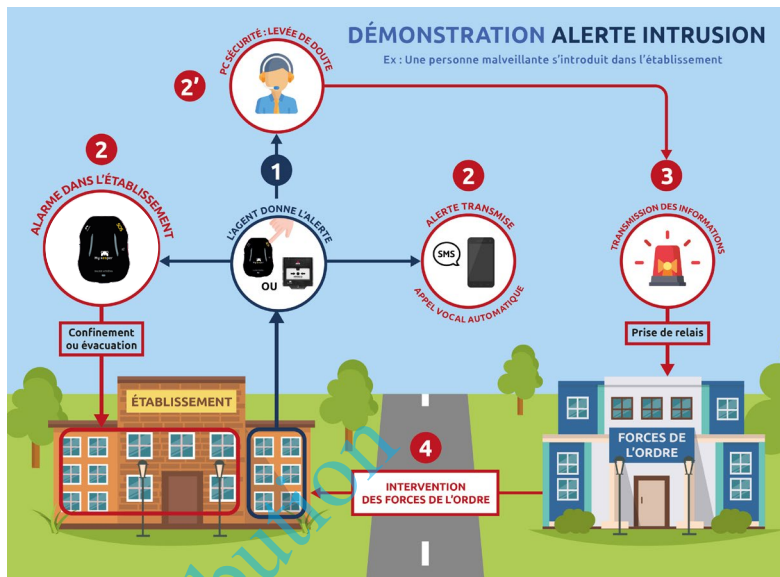 DÉMONSTRATION ALERTE INTRUSION
Ex : Une personne malveillante s'introduit dans l'établissement
PC SÉCURITÉ : LEVÉE DE DOUTE
2'
1
2
ALARME DANS L'ÉTABLISSEMENT
L'AGENT DONNE L'ALERTE
OU
2
ALERTE TRANSMISE
SMS
APPEL VOCAL AUTOMATIQUE
3
TRANSMISSION DES INFORMATIONS
Confinement
ou évacuation
Prise de relais
ÉTABLISSEMENT
FORCES DE
L'ORDRE
4
INTERVENTION
DES FORCES DE L'ORDRE